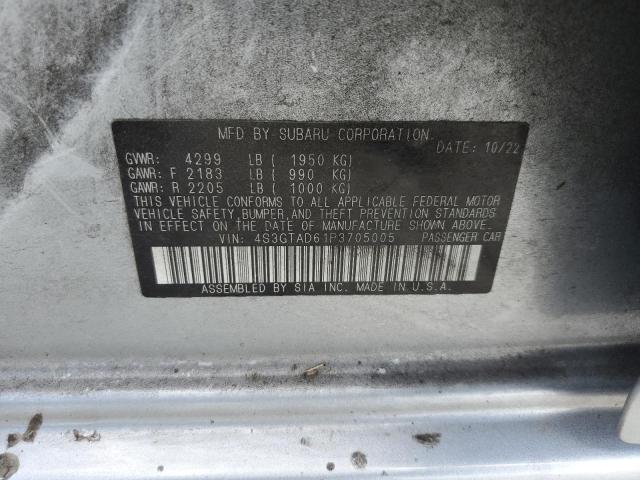 MFD BY SUBARU CORPORATION.
DATE: 10/22
GVWR: 4299 LB ( 1950 KG)
GAWR: F 2183 LB ( 990 KG)
GAWR: R 2205 LB ( 1000 KG)
THIS VEHICLE CONFORMS TO ALL APPLICABLE FEDERAL MOTOR
VEHICLE SAFETY, BUMPER, AND THEFT PREVENTION STANDARDS
IN EFFECT ON THE DATE OF MANUFACTURE SHOWN ABOVE.
VIN: 4S3GTAD61P3705005 PASSENGER CAR
ASSEMBLED BY SIA INC. MADE IN U.S.A.